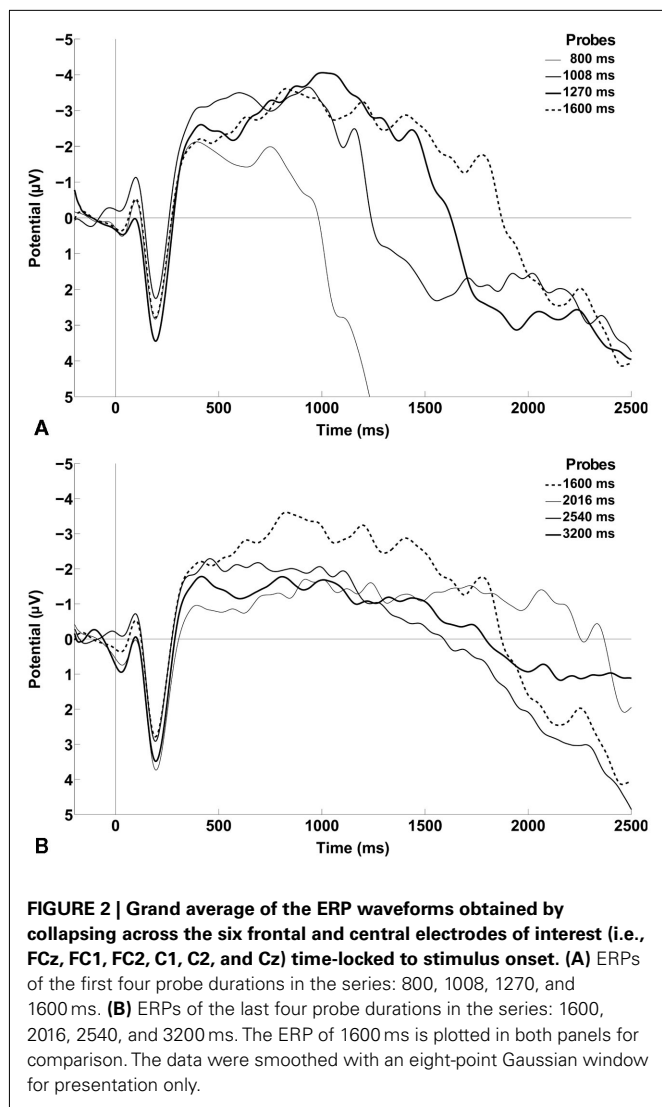 −5
−4
−3
−2
−1
0
1
2
3
4
5
Potential (μV)
Probes
800 ms
1008 ms
1270 ms
1600 ms
0 500 1000 1500 2000 2500
Time (ms)
A
−5
−4
−3
−2
−1
0
1
2
3
4
5
Potential (μV)
Probes
1600 ms
2016 ms
2540 ms
3200 ms
0 500 1000 1500 2000 2500
Time (ms)
B
FIGURE 2 | Grand average of the ERP waveforms obtained by
collapsing across the six frontal and central electrodes of interest (i.e.,
FCz, FC1, FC2, C1, C2, and Cz) time-locked to stimulus onset. (A) ERPs
of the first four probe durations in the series: 800, 1008, 1270, and
1600 ms. (B) ERPs of the last four probe durations in the series: 1600,
2016, 2540, and 3200 ms. The ERP of 1600 ms is plotted in both panels for
comparison. The data were smoothed with an eight-point Gaussian window
for presentation only.